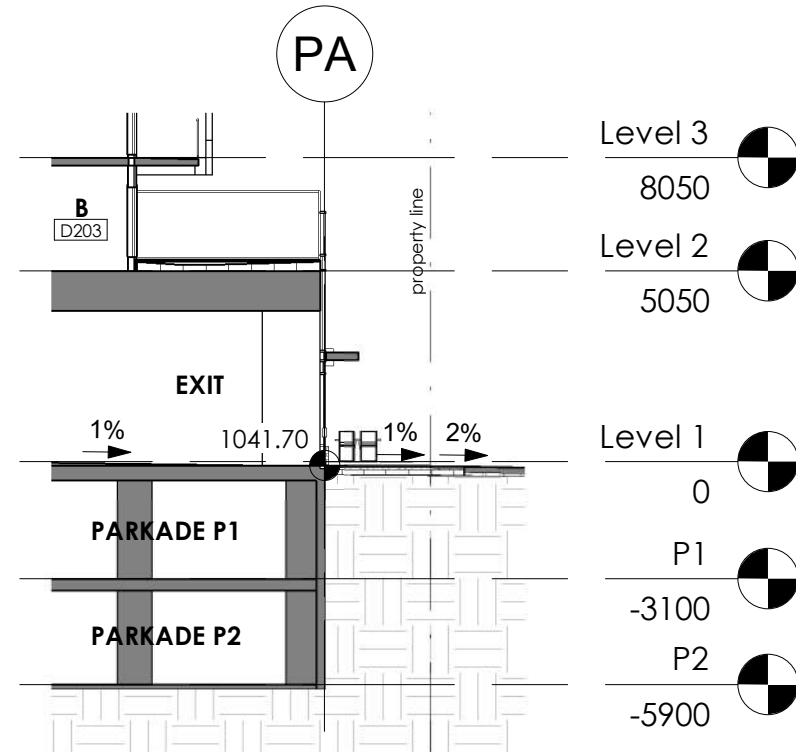 PA
Level 3
8050
B
D203
property line
Level 2
5050
EXIT
1%
1041.70
1%
2%
Level 1
0
PARKADE P1
P1
-3100
PARKADE P2
P2
-5900